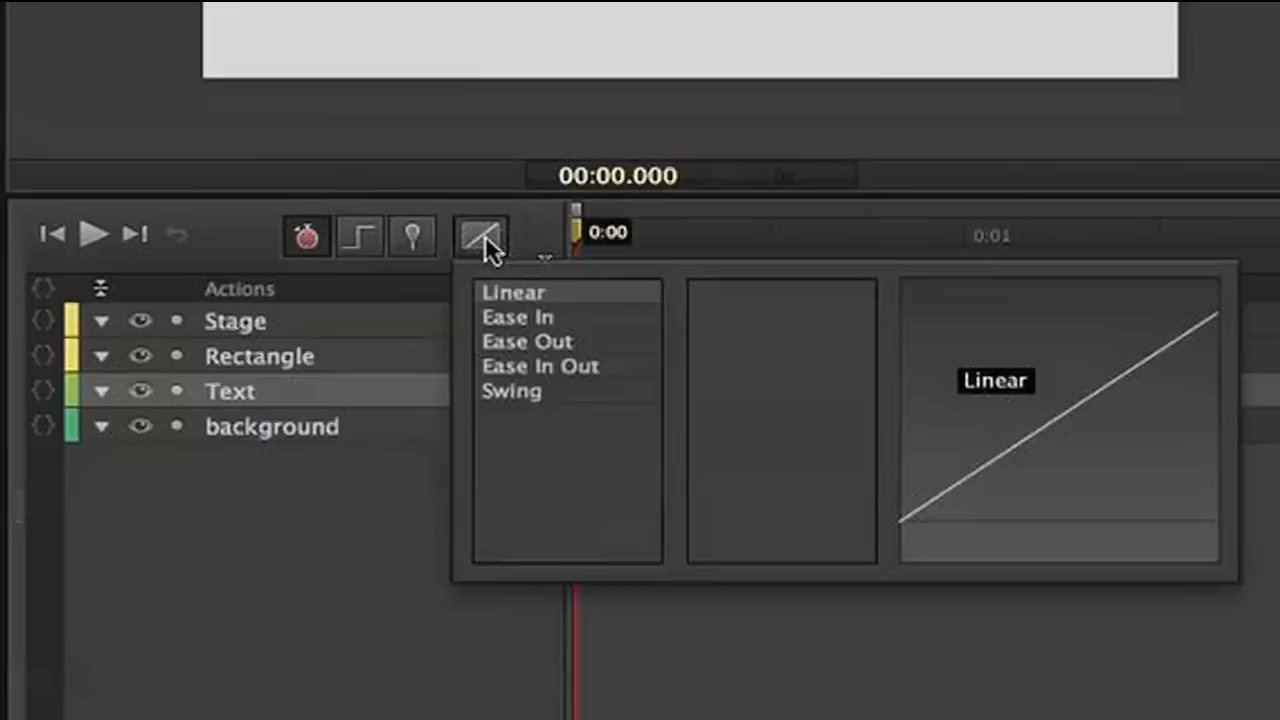 00:00.000
0:00
0:01
Actions
Stage
Rectangle
Text
background
Linear
Ease In
Ease Out
Ease In Out
Swing
Linear